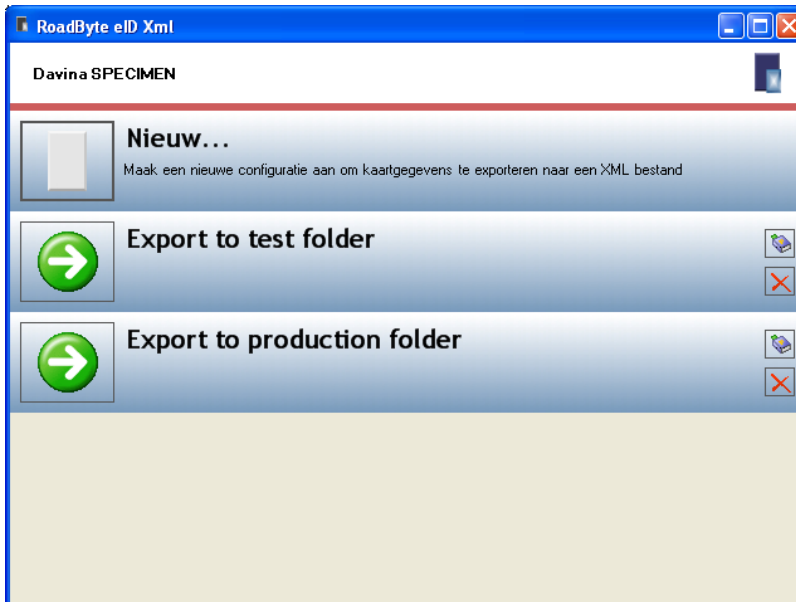 RoadByte eID Xml
Davina SPECIMEN
Nieuw...
Maak een nieuwe configuratie aan om kaartgegevens te exporteren naar een XML bestand
Export to test folder
Export to production folder